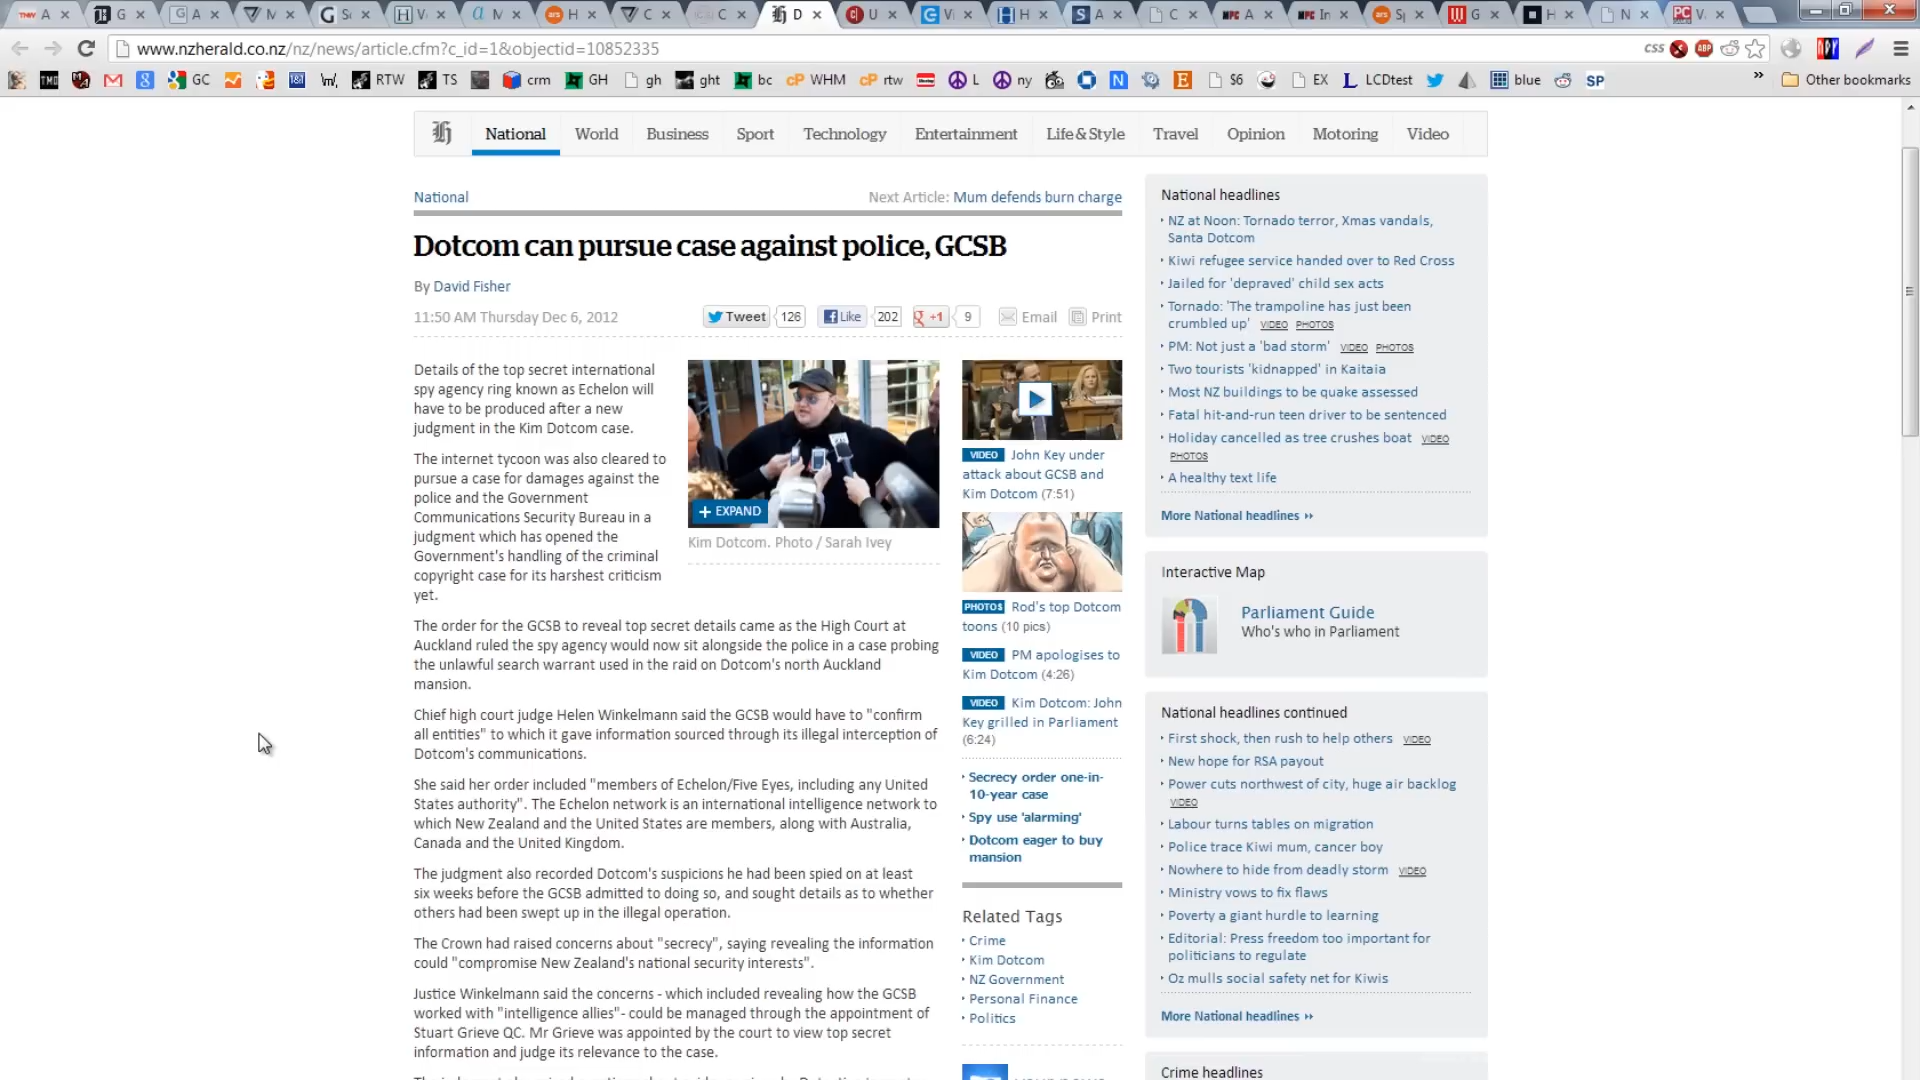 A
G
A
M
G S
H V
a M
ars H
C
C
D
U
Vi
H
S A
C
MPC A
MPC In
ars Sp
G
H
N
PC V
www.nzherald.co.nz/nz/news/article.cfm?c_id=1&objectid=10852335
CSS
ABP
GC
RTW
TS
crm
GH
gh
ght
bc
cP WHM
cP rtw
L
ny
N
E
$6
EX
L LCDtest
blue
SP
»
Other bookmarks
National
World
Business
Sport
Technology
Entertainment
Life & Style
Travel
Opinion
Motoring
Video
National
Next Article: Mum defends burn charge
Dotcom can pursue case against police, GCSB
By David Fisher
11:50 AM Thursday Dec 6, 2012
Tweet 126
Like 202
+1 9
Email
Print
Details of the top secret international
spy agency ring known as Echelon will
have to be produced after a new
judgment in the Kim Dotcom case.
The internet tycoon was also cleared to
pursue a case for damages against the
police and the Government
Communications Security Bureau in a
judgment which has opened the
Government's handling of the criminal
copyright case for its harshest criticism
yet.
+ EXPAND
Kim Dotcom. Photo / Sarah Ivey
The order for the GCSB to reveal top secret details came as the High Court at
Auckland ruled the spy agency would now sit alongside the police in a case probing
the unlawful search warrant used in the raid on Dotcom's north Auckland
mansion.
Chief high court judge Helen Winkelmann said the GCSB would have to "confirm
all entities" to which it gave information sourced through its illegal interception of
Dotcom's communications.
She said her order included "members of Echelon/Five Eyes, including any United
States authority". The Echelon network is an international intelligence network to
which New Zealand and the United States are members, along with Australia,
Canada and the United Kingdom.
The judgment also recorded Dotcom's suspicions he had been spied on at least
six weeks before the GCSB admitted to doing so, and sought details as to whether
others had been swept up in the illegal operation.
The Crown had raised concerns about "secrecy", saying revealing the information
could "compromise New Zealand's national security interests".
Justice Winkelmann said the concerns - which included revealing how the GCSB
worked with "intelligence allies"- could be managed through the appointment of
Stuart Grieve QC. Mr Grieve was appointed by the court to view top secret
information and judge its relevance to the case.
VIDEO John Key under
attack about GCSB and
Kim Dotcom (7:51)
PHOTOS Rod's top Dotcom
toons (10 pics)
VIDEO PM apologises to
Kim Dotcom (4:26)
VIDEO Kim Dotcom: John
Key grilled in Parliament
(6:24)
Secrecy order one-in-
10-year case
Spy use 'alarming'
Dotcom eager to buy
mansion
Related Tags
Crime
Kim Dotcom
NZ Government
Personal Finance
Politics
National headlines
NZ at Noon: Tornado terror, Xmas vandals,
Santa Dotcom
Kiwi refugee service handed over to Red Cross
Jailed for 'depraved' child sex acts
Tornado: 'The trampoline has just been
crumbled up' VIDEO PHOTOS
PM: Not just a 'bad storm' VIDEO PHOTOS
Two tourists 'kidnapped' in Kaitaia
Most NZ buildings to be quake assessed
Fatal hit-and-run teen driver to be sentenced
Holiday cancelled as tree crushes boat VIDEO
PHOTOS
A healthy text life
More National headlines
Interactive Map
Parliament Guide
Who's who in Parliament
National headlines continued
First shock, then rush to help others VIDEO
New hope for RSA payout
Power cuts northwest of city, huge air backlog
VIDEO
Labour turns tables on migration
Police trace Kiwi mum, cancer boy
Nowhere to hide from deadly storm VIDEO
Ministry vows to fix flaws
Poverty a giant hurdle to learning
Editorial: Press freedom too important for
politicians to regulate
Oz mulls social safety net for Kiwis
More National headlines
Crime headlines